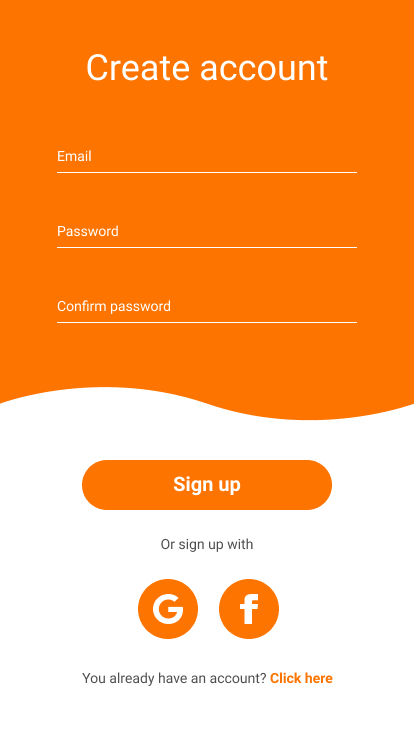 Create account
Email
Password
Confirm password
Sign up
Or sign up with
G f
You already have an account? Click here